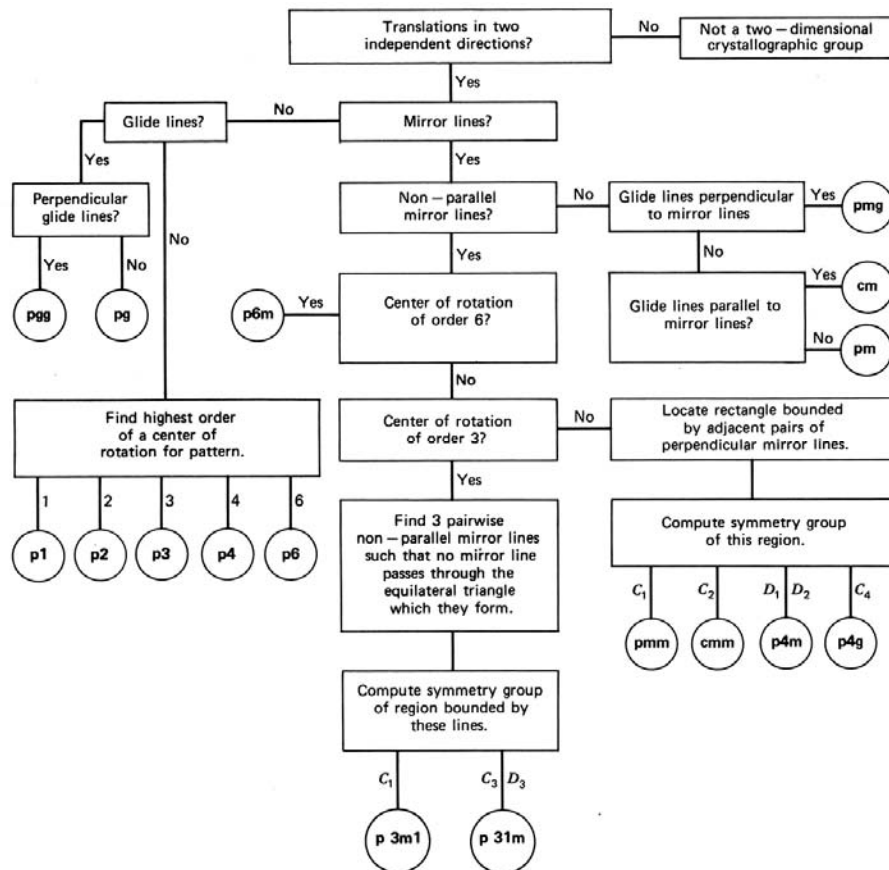 Translations in two
independent directions?
No
Not a two – dimensional
crystallographic group
Yes
Glide lines?
No
Mirror lines?
Yes
Yes
Perpendicular
glide lines?
No
Non – parallel
mirror lines?
No
Glide lines perpendicular
to mirror lines
Yes
pmg
Yes
No
Yes
No
pgg
pg
p6m
Yes
Center of rotation
of order 6?
Glide lines parallel to
mirror lines?
Yes
cm
No
pm
No
Find highest order
of a center of
rotation for pattern.
Center of rotation
of order 3?
No
Locate rectangle bounded
by adjacent pairs of
perpendicular mirror lines.
1
2
3
4
6
p1
p2
p3
p4
p6
Yes
Find 3 pairwise
non – parallel mirror lines
such that no mirror line
passes through the
equilateral triangle
which they form.
Compute symmetry group
of this region.
C1
C2
D1
D2
C4
pmm
cmm
p4m
p4g
Compute symmetry group
of region bounded by
these lines.
C1
C3
D3
p 3m1
p 31m